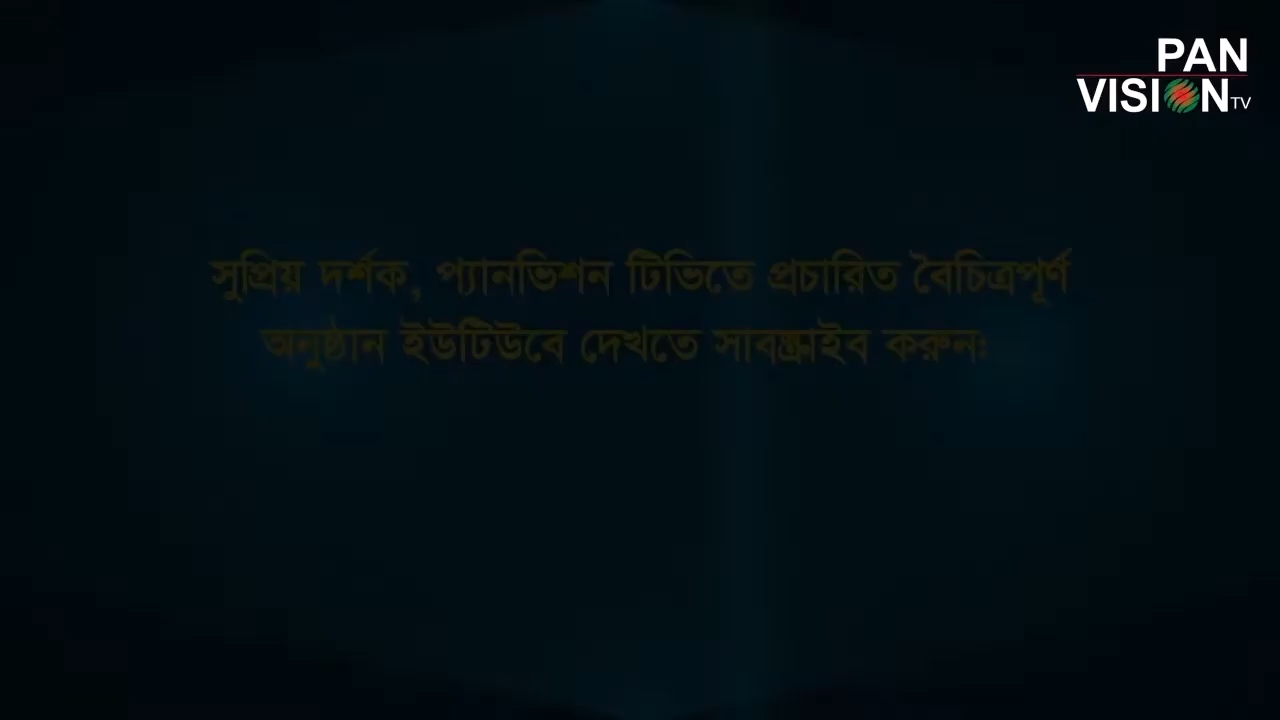 PAN
VISION TV
সুপ্রিয় দর্শক, প্যানভিশন টিভিতে প্রচারিত বৈচিত্রপূর্ণ
অনুষ্ঠান ইউটিউবে দেখতে সাবস্ক্রাইব করুনঃ